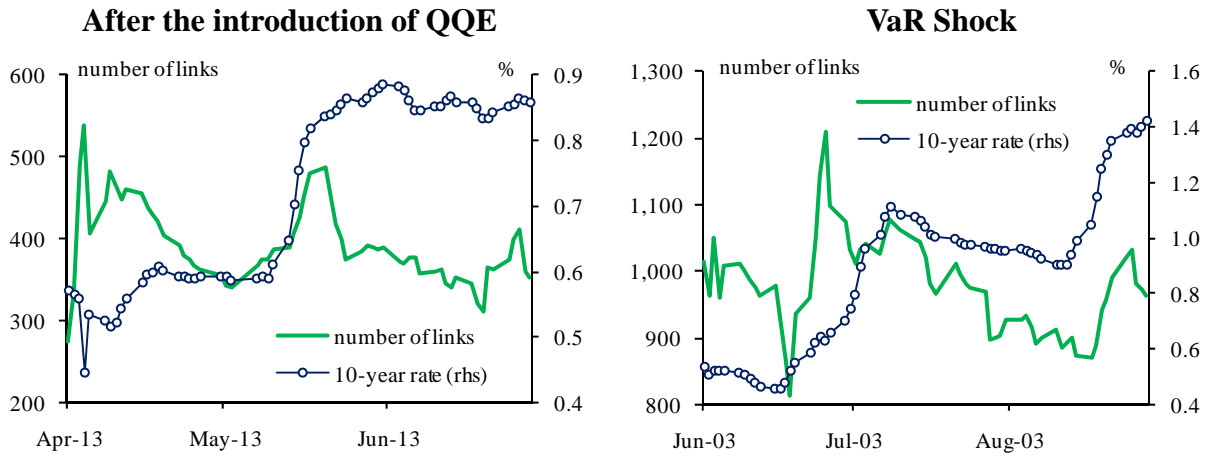 After the introduction of QQE
number of links
%
600
500
400
300
200
0.9
0.8
0.7
0.6
0.5
0.4
number of links
10-year rate (rhs)
Apr-13
May-13
Jun-13
VaR Shock
number of links
%
1,300
1,200
1,100
1,000
900
800
1.6
1.4
1.2
1.0
0.8
0.6
0.4
number of links
10-year rate (rhs)
Jun-03
Jul-03
Aug-03